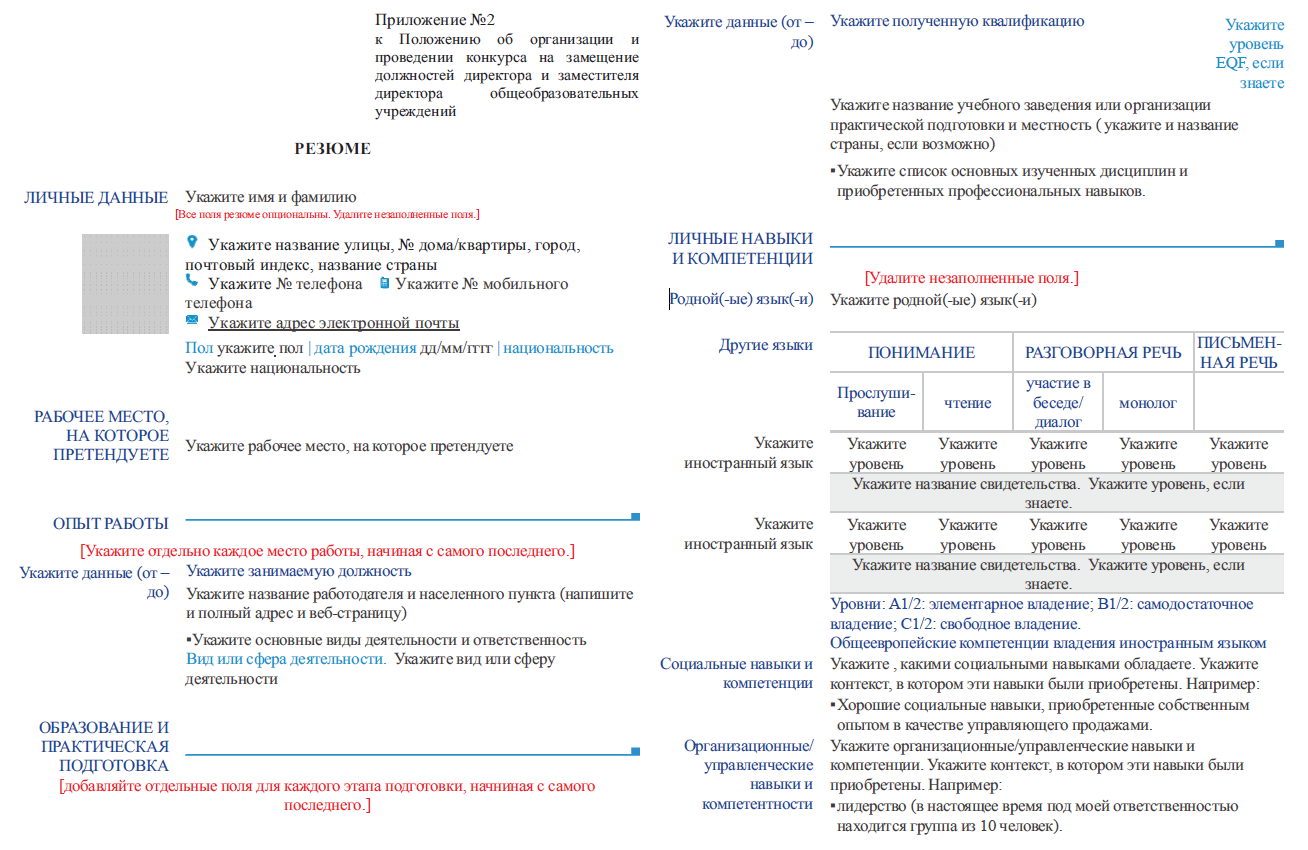 Приложение №2
к Положению об организации и
проведении конкурса на замещение
должностей директора и заместителя
директора общеобразовательных
учреждений
РЕЗЮМЕ
ЛИЧНЫЕ ДАННЫЕ
Укажите имя и фамилию
[Все поля резюме опциональны. Удалите незаполненные поля.]
Укажите название улицы, № дома/квартиры, город,
почтовый индекс, название страны
Укажите № телефона Укажите № мобильного
телефона
Укажите адрес электронной почты
Пол укажите пол | дата рождения дд/мм/гггг | национальность
Укажите национальность
РАБОЧЕЕ МЕСТО,
НА КОТОРОЕ
ПРЕТЕНДУЕТЕ
Укажите рабочее место, на которое претендуете
ОПЫТ РАБОТЫ
[Укажите отдельно каждое место работы, начиная с самого последнего.]
Укажите данные (от –
до)
Укажите занимаемую должность
Укажите название работодателя и населенного пункта (напишите
и полный адрес и веб-страницу)
▪Укажите основные виды деятельности и ответственность
Вид или сфера деятельности. Укажите вид или сферу
деятельности
ОБРАЗОВАНИЕ И
ПРАКТИЧЕСКАЯ
ПОДГОТОВКА
[добавляйте отдельные поля для каждого этапа подготовки, начниная с самого
последнего.]
Укажите данные (от –
до)
Укажите полученную квалификацию
Укажите
уровень
EQF, если
знаете
Укажите название учебного заведения или организации
практической подготовки и местность ( укажите и название
страны, если возможно)
▪Укажите список основных изученных дисциплин и
приобретенных профессиональных навыков.
ЛИЧНЫЕ НАВЫКИ
И КОМПЕТЕНЦИИ
[Удалите незаполненные поля.]
Родной(-ые) язык(-и)
Укажите родной(-ые) язык(-и)
Другие языки
ПОНИМАНИЕ
РАЗГОВОРНАЯ РЕЧЬ
ПИСЬМЕН-
НАЯ РЕЧЬ
Прослуши-
вание
чтение
участие в
беседе/
диалог
монолог
Укажите
иностранный язык
Укажите Укажите Укажите Укажите Укажите
уровень уровень уровень уровень уровень
Укажите название свидетельства. Укажите уровень, если
знаете.
Укажите
иностранный язык
Укажите Укажите Укажите Укажите Укажите
уровень уровень уровень уровень уровень
Укажите название свидетельства. Укажите уровень, если
знаете.
Уровни: A1/2: элементарное владение; B1/2: самодостаточное
владение; C1/2: свободное владение.
Общеевропейские компетенции владения иностранным языком
Социальные навыки и
компетенции
Укажите , какими социальными навыками обладаете. Укажите
контекст, в котором эти навыки были приобретены. Например:
▪Хорошие социальные навыки, приобретенные собственным
опытом в качестве управляющего продажами.
Организационные/
управленческие
навыки и
компетентности
Укажите организационные/управленческие навыки и
компетенции. Укажите контекст, в котором эти навыки были
приобретены. Например:
▪лидерство (в настоящее время под моей ответственностью
находится группа из 10 человек).